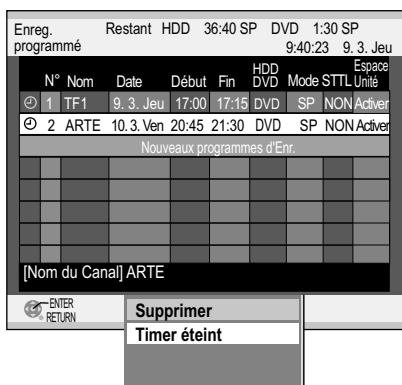 Enreg. Restant HDD 36:40 SP DVD 1:30 SP
programmé 9:40:23 9. 3. Jeu
N° Nom Date Début Fin HDD DVD Mode STTL Espace Unité
1 TF1 9. 3. Jeu 17:00 17:15 DVD SP NON Activer
2 ARTE 10. 3. Ven 20:45 21:30 DVD SP NON Activer
Nouveaux programmes d'Enr.
[Nom du Canal] ARTE
ENTER
RETURN
Supprimer
Timer éteint